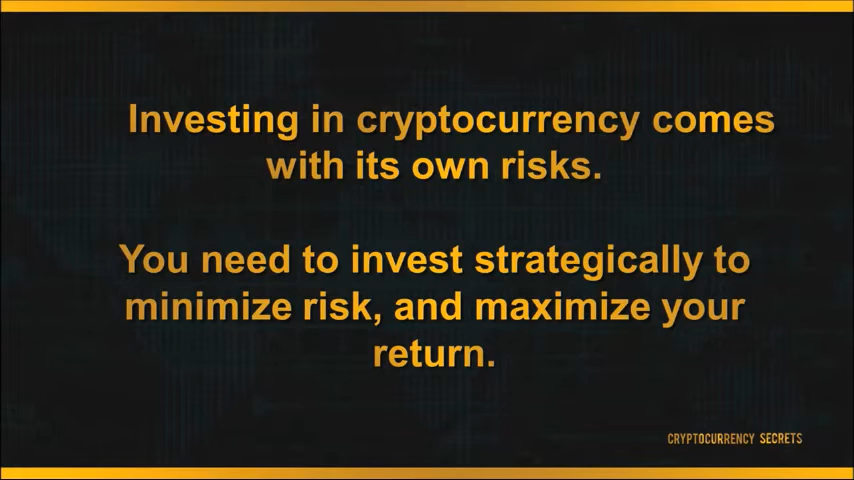 Investing in cryptocurrency comes
with its own risks.
You need to invest strategically to
minimize risk, and maximize your
return.
CRYPTOCURRENCY SECRETS